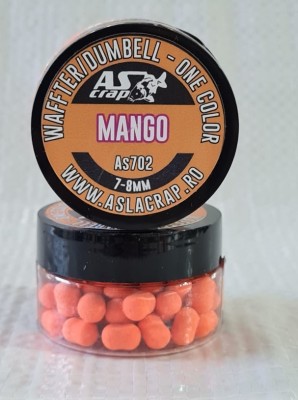 WAFFTER/DUMBELL - ONE COLOR
AS
crap
MANGO
As702
7-8MM
WWW.ASLACRAP.RO